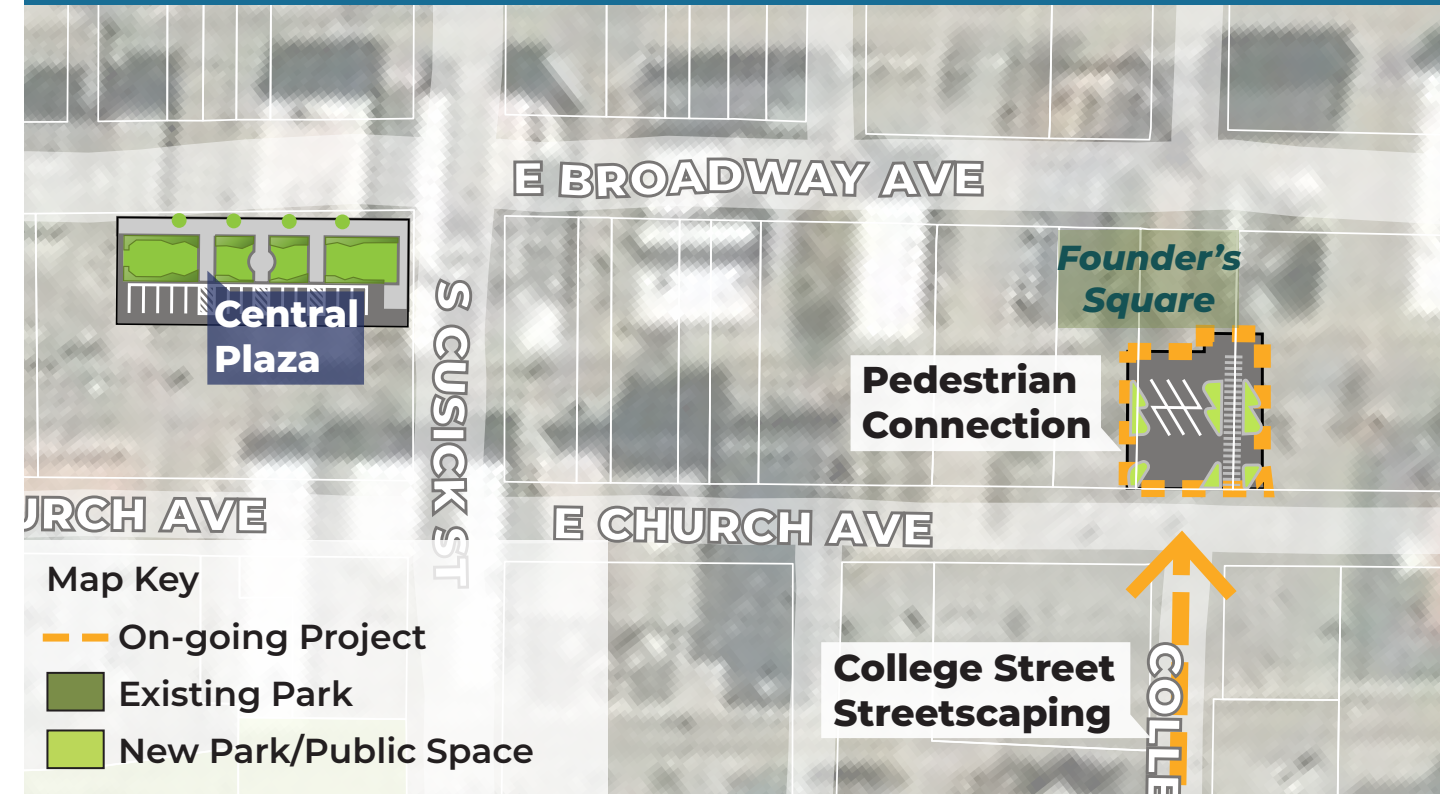 E BROADWAY AVE
Founder's
Square
Central
Plaza
S CUSICK ST
Pedestrian
Connection
URCH AVE
E CHURCH AVE
Map Key
On-going Project
Existing Park
New Park/Public Space
College Street
Streetscaping
COLLE